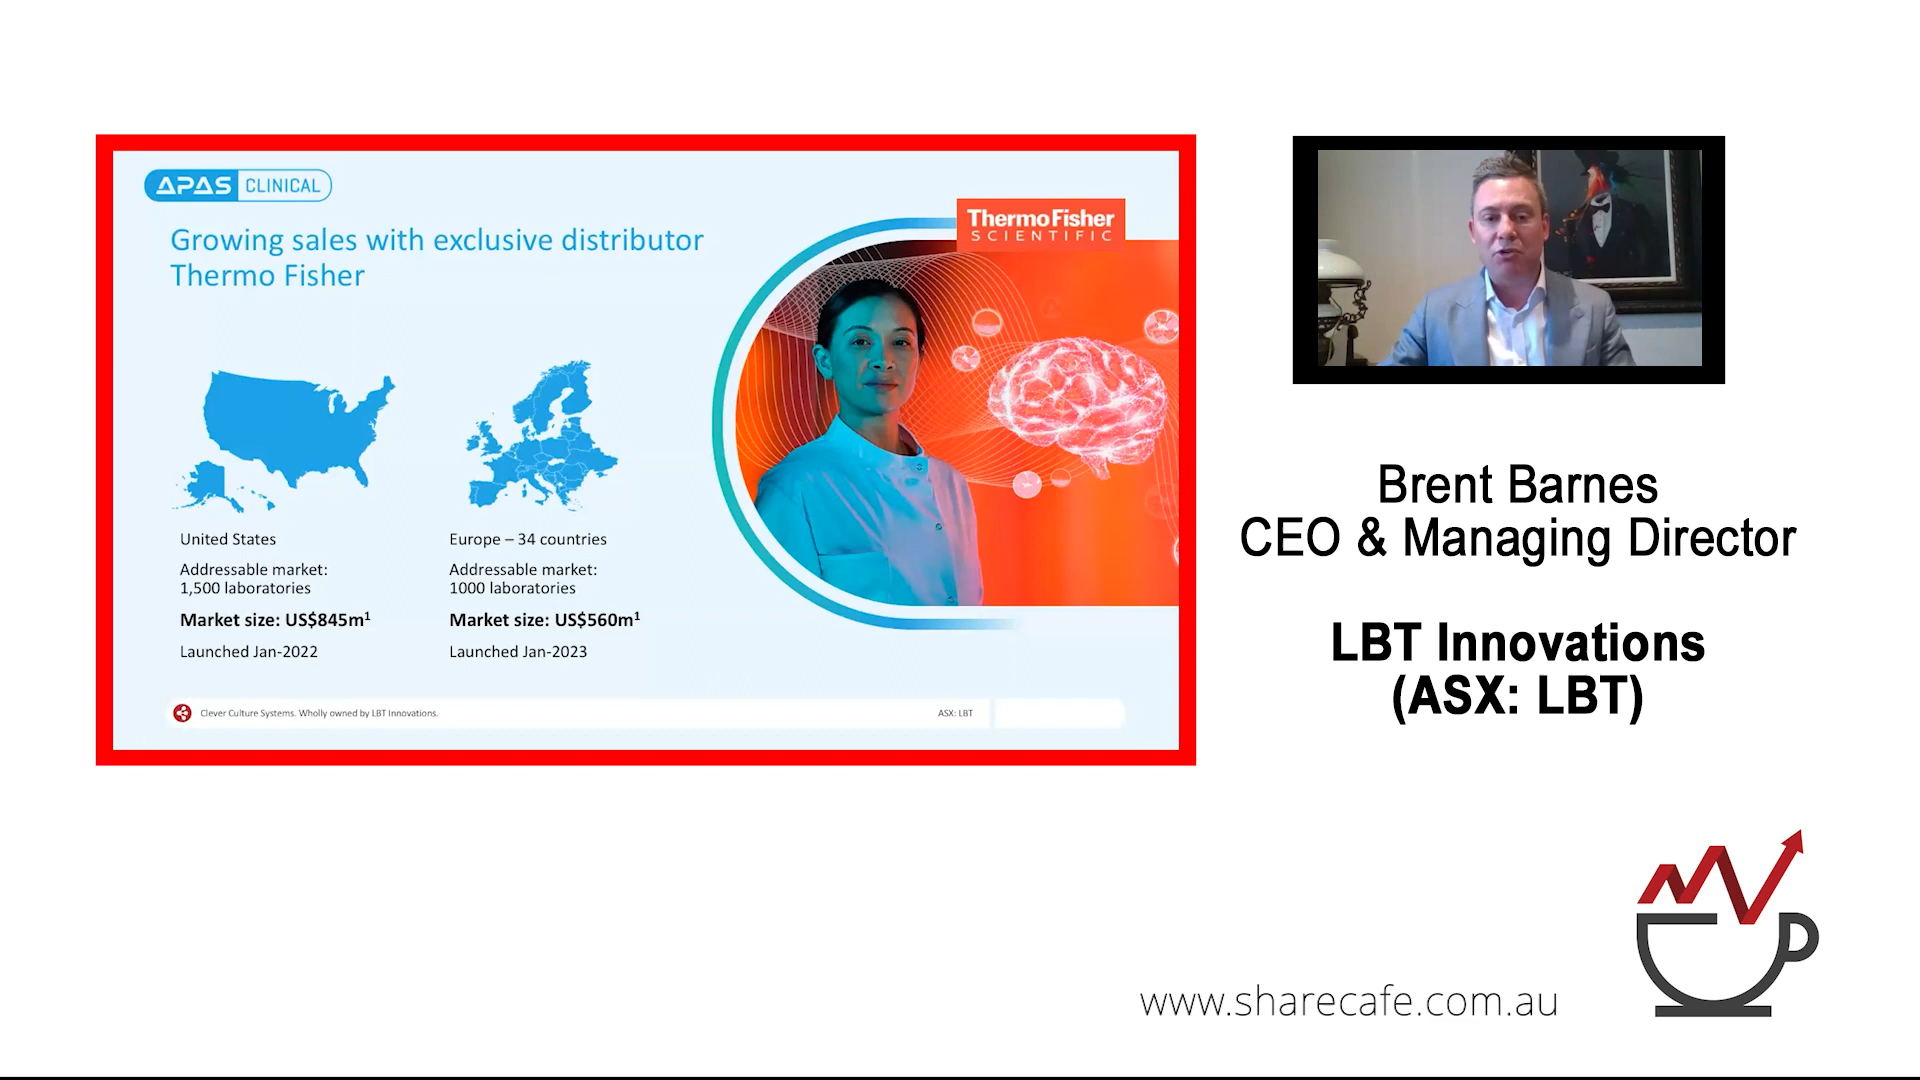 APAS CLINICAL
Growing sales with exclusive distributor
Thermo Fisher
ThermoFisher
SCIENTIFIC
United States
Addressable market:
1,500 laboratories
Market size: US$845m¹
Launched Jan-2022
Europe – 34 countries
Addressable market:
1000 laboratories
Market size: US$560m¹
Launched Jan-2023
Clever Culture Systems. Wholly owned by LBT Innovations.
ASX: LBT
Brent Barnes
CEO & Managing Director
LBT Innovations
(ASX: LBT)
www.sharecafe.com.au